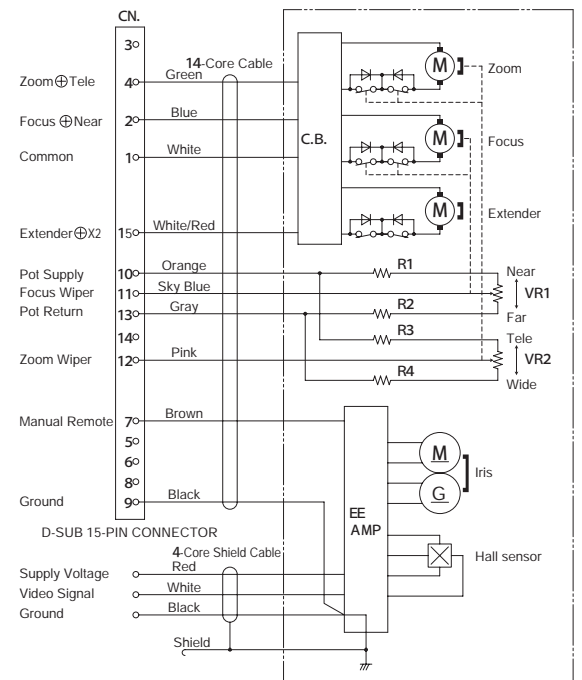 CN.
3
14-Core Cable
Zoom⊕Tele 4 Green M Zoom
Focus ⊕Near 2 Blue
C.B. M Focus
Common 1 White
M Extender
Extender⊕X2 15 White/Red
Pot Supply 10 Orange R1 Near
Focus Wiper 11 Sky Blue VR1
Pot Return 13 Gray R2 Far
14 R3 Tele
Zoom Wiper 12 Pink VR2
R4 Wide
Manual Remote 7 Brown
5
6 M
Iris
8 G
Ground 9 Black
EE
AMP
D-SUB 15-PIN CONNECTOR
4-Core Shield Cable
Hall sensor
Supply Voltage Red
Video Signal White
Ground Black
Shield